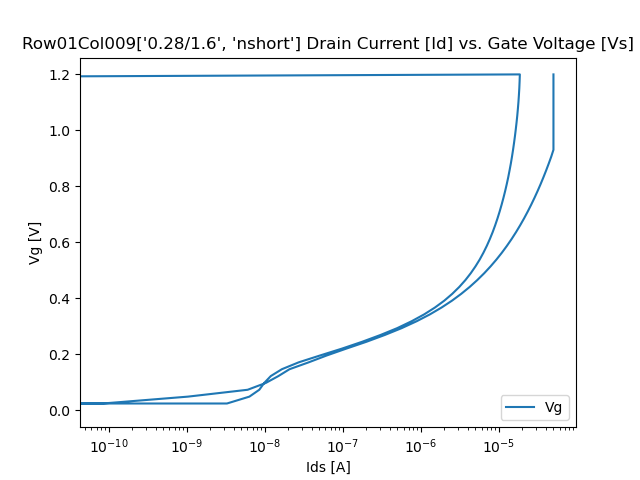 Row01Col009['0.28/1.6', 'nshort'] Drain Current [Id] vs. Gate Voltage [Vs]
1.2
1.0
0.8
0.6
0.4
0.2
0.0
Vg [V]
Vg
10⁻¹⁰ 10⁻⁹ 10⁻⁸ 10⁻⁷ 10⁻⁶ 10⁻⁵
Ids [A]